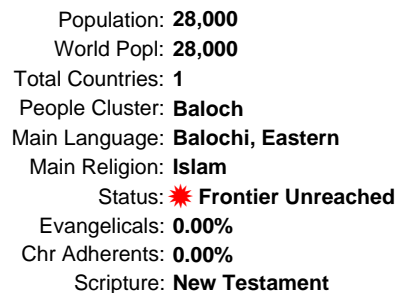 Population: 28,000
World Popl: 28,000
Total Countries: 1
People Cluster: Baloch
Main Language: Balochi, Eastern
Main Religion: Islam
Status: Frontier Unreached
Evangelicals: 0.00%
Chr Adherents: 0.00%
Scripture: New Testament